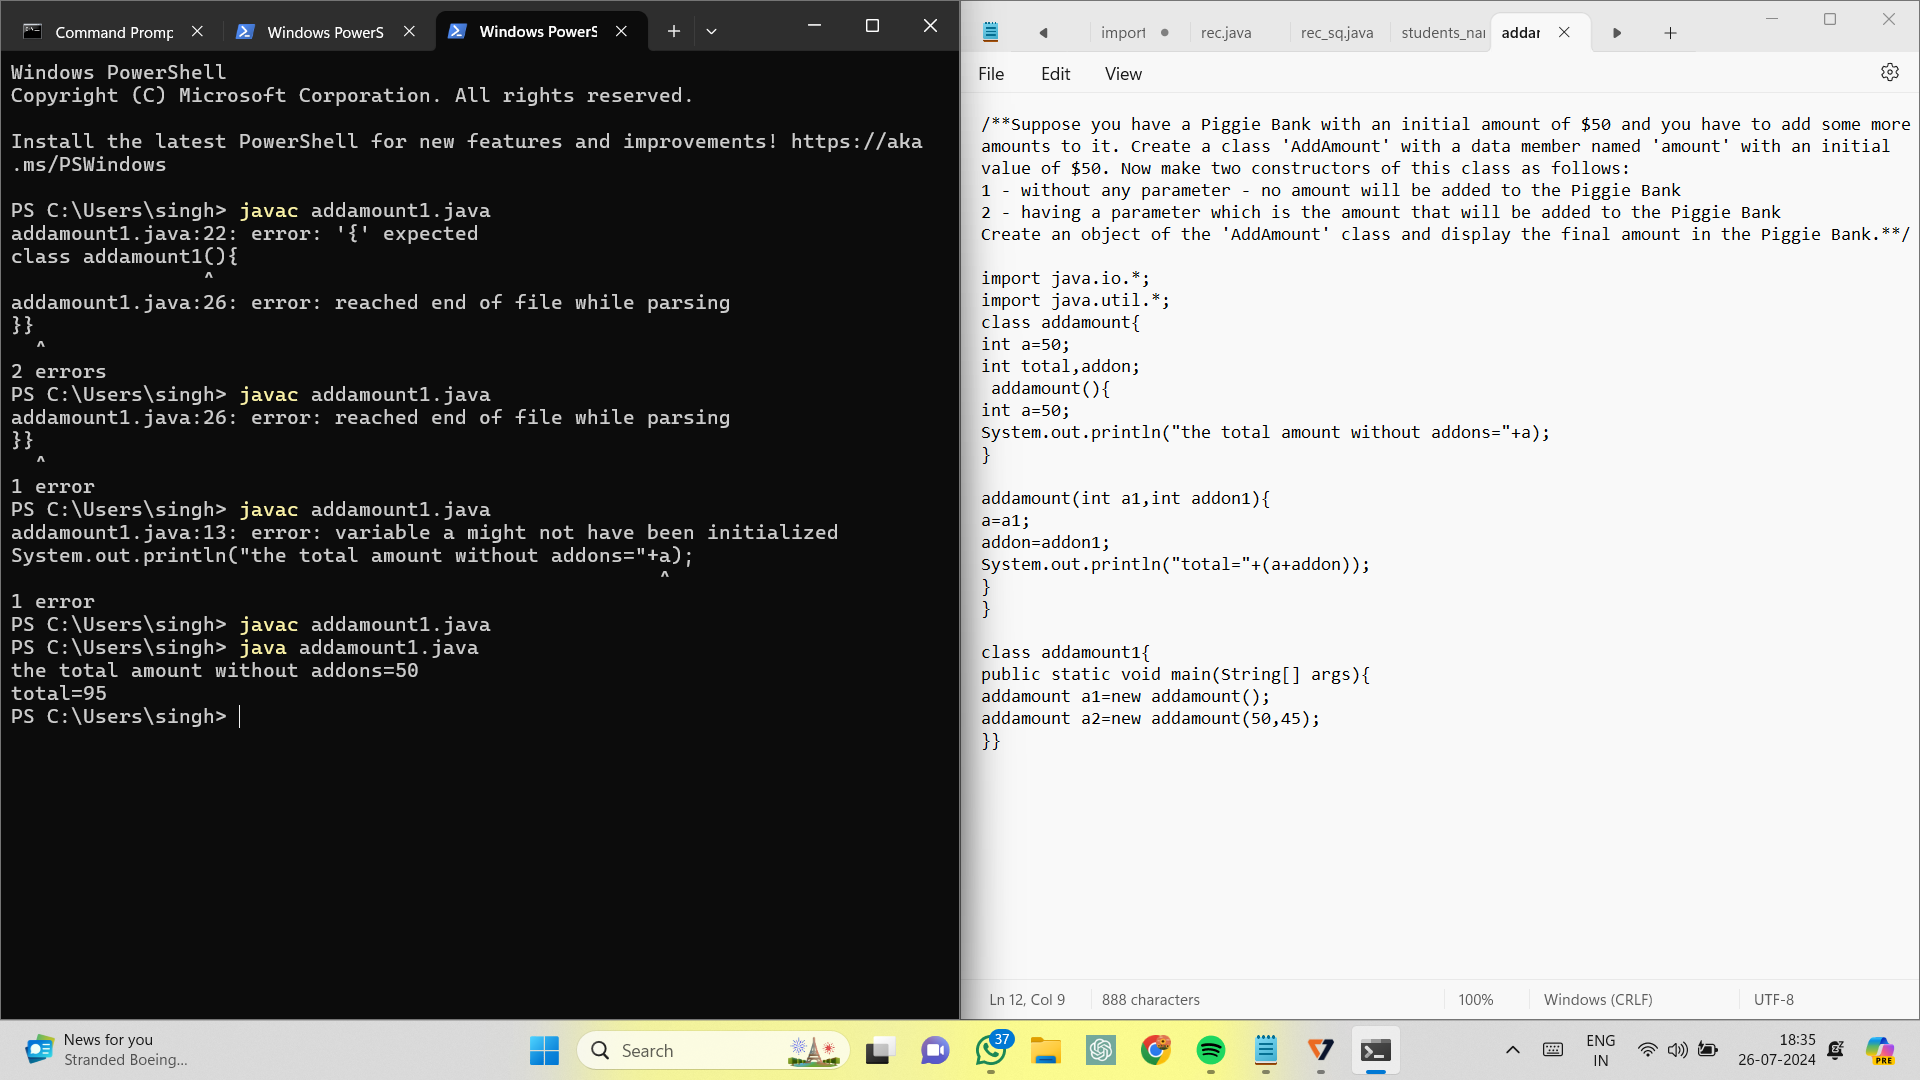 Command Promp
Windows PowerS
Windows PowerS
Windows PowerShell
Copyright (C) Microsoft Corporation. All rights reserved.
Install the latest PowerShell for new features and improvements! https://aka
.ms/PSWindows
PS C:\Users\singh> javac addamount1.java
addamount1.java:22: error: '{' expected
class addamount1(){
^
addamount1.java:26: error: reached end of file while parsing
}}
^
2 errors
PS C:\Users\singh> javac addamount1.java
addamount1.java:26: error: reached end of file while parsing
}}
^
1 error
PS C:\Users\singh> javac addamount1.java
addamount1.java:13: error: variable a might not have been initialized
System.out.println("the total amount without addons="+a);
^
1 error
PS C:\Users\singh> javac addamount1.java
PS C:\Users\singh> java addamount1.java
the total amount without addons=50
total=95
PS C:\Users\singh>
import
rec.java
rec_sq.java
students_nar
addar
File
Edit
View
/**Suppose you have a Piggie Bank with an initial amount of $50 and you have to add some more
amounts to it. Create a class 'AddAmount' with a data member named 'amount' with an initial
value of $50. Now make two constructors of this class as follows:
1 - without any parameter - no amount will be added to the Piggie Bank
2 - having a parameter which is the amount that will be added to the Piggie Bank
Create an object of the 'AddAmount' class and display the final amount in the Piggie Bank.**/
import java.io.*;
import java.util.*;
class addamount{
int a=50;
int total,addon;
addamount(){
int a=50;
System.out.println("the total amount without addons="+a);
}
addamount(int a1,int addon1){
a=a1;
addon=addon1;
System.out.println("total="+(a+addon));
}
}
class addamount1{
public static void main(String[] args){
addamount a1=new addamount();
addamount a2=new addamount(50,45);
}}
Ln 12, Col 9
888 characters
100%
Windows (CRLF)
UTF-8
News for you
Stranded Boeing...
Search
37
ENG
IN
18:35
26-07-2024
PRE